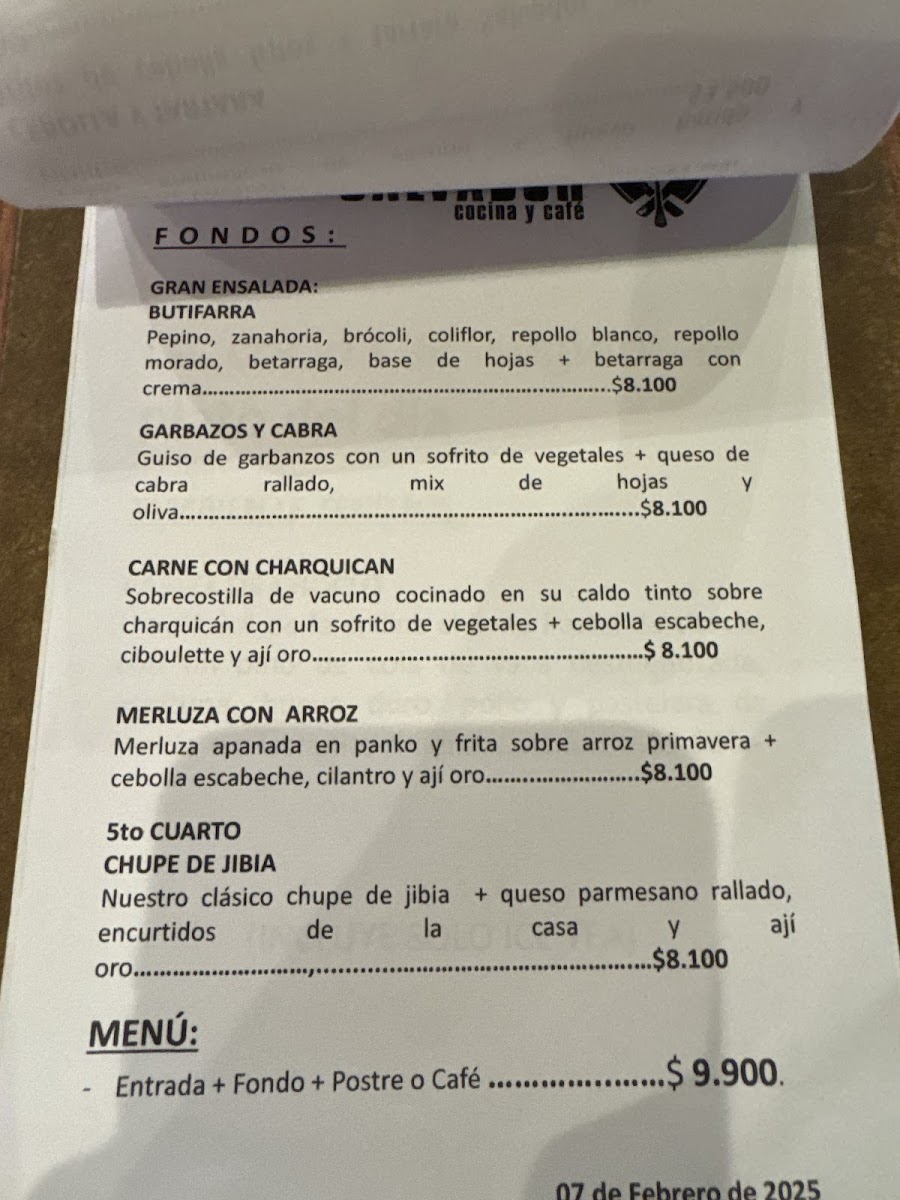 cocina y café
FONDOS:
GRAN ENSALADA:
BUTIFARRA
Pepino, zanahoria, brócoli, coliflor, repollo blanco, repollo
morado, betarraga, base de hojas + betarraga con
crema........................................................................$8.100
GARBAZOS Y CABRA
Guiso de garbanzos con un sofrito de vegetales + queso de
cabra rallado, mix de hojas y
oliva................................................................................$8.100
CARNE CON CHARQUICAN
Sobrecostilla de vacuno cocinado en su caldo tinto sobre
charquicán con un sofrito de vegetales + cebolla escabeche,
ciboulette y ají oro.........................................................$ 8.100
MERLUZA CON ARROZ
Merluza apanada en panko y frita sobre arroz primavera +
cebolla escabeche, cilantro y ají oro..........................$8.100
5to CUARTO
CHUPE DE JIBIA
Nuestro clásico chupe de jibia + queso parmesano rallado,
encurtidos de la casa y ají
oro............................,......................................................$8.100
MENÚ:
- Entrada + Fondo + Postre o Café ......................$ 9.900.
07 de Febrero de 2025